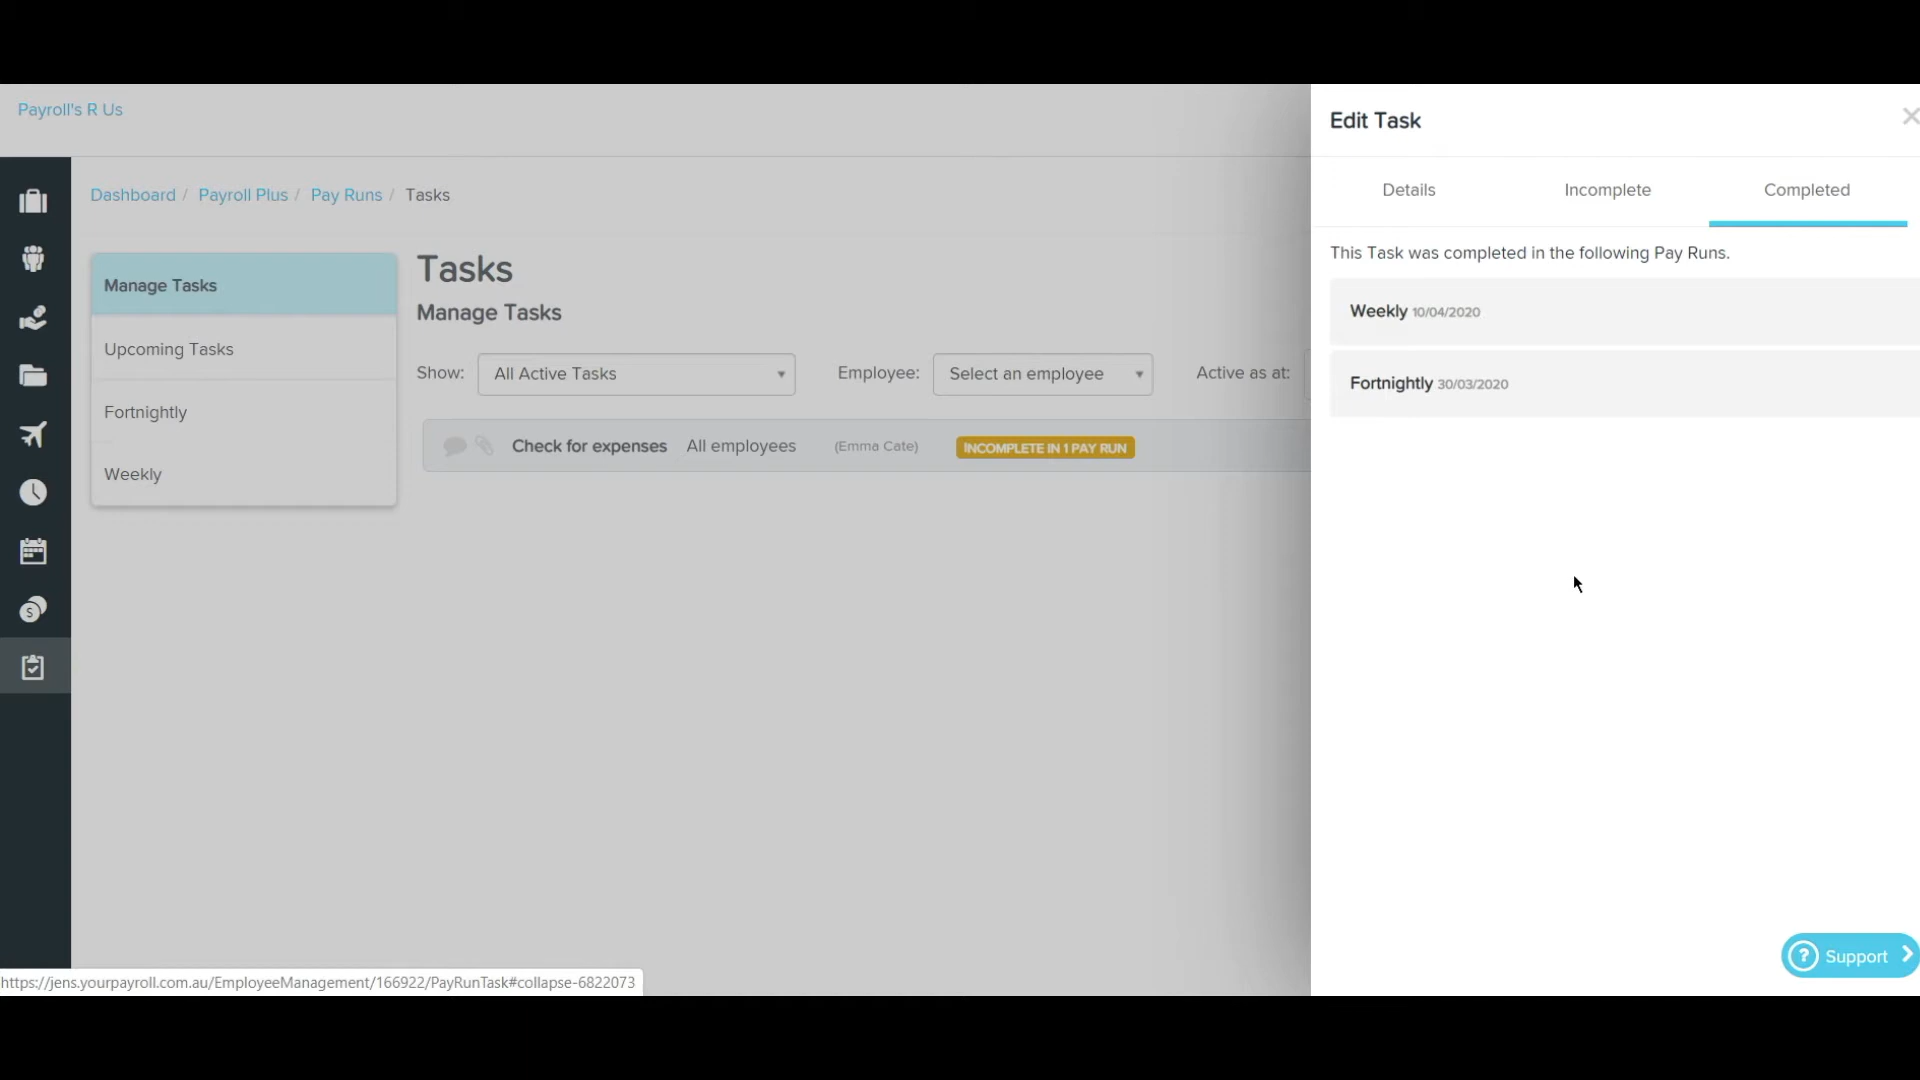 Payroll's R Us
Dashboard / Payroll Plus / Pay Runs / Tasks
Manage Tasks
Upcoming Tasks
Fortnightly
Weekly
Tasks
Manage Tasks
Show: All Active Tasks Employee: Select an employee Active as at:
Check for expenses All employees (Emma Cate) INCOMPLETE IN 1 PAY RUN
Edit Task
Details Incomplete Completed
This Task was completed in the following Pay Runs.
Weekly 10/04/2020
Fortnightly 30/03/2020
? Support
https://jens.yourpayroll.com.au/EmployeeManagement/166922/PayRunTask#collapse-6822073